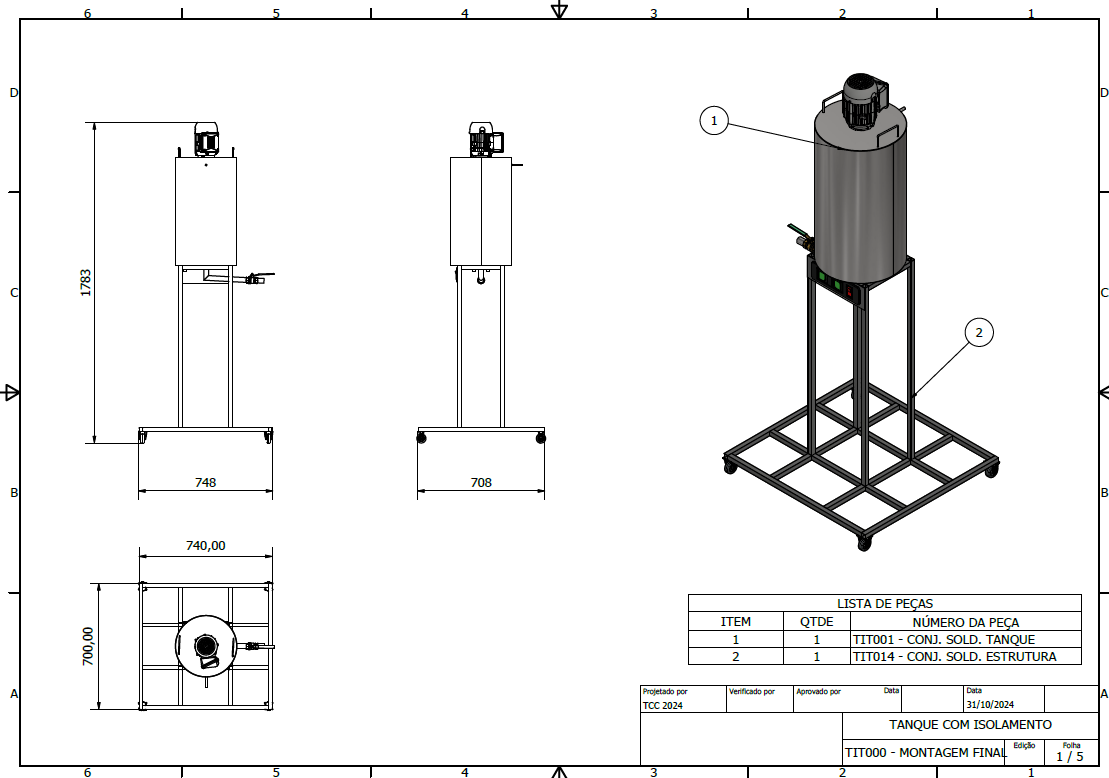 6 5 4 3 2 1
D D
1
1783
2
C C
748 708
B B
740,00
700,00
LISTA DE PEÇAS
ITEM QTDE NÚMERO DA PEÇA
1 1 TIT001 - CONJ. SOLD. TANQUE
2 1 TIT014 - CONJ. SOLD. ESTRUTURA
A A
Projetado por Verificado por Aprovado por Data Data
TCC 2024 31/10/2024
TANQUE COM ISOLAMENTO
TIT000 - MONTAGEM FINAL Edição Folha
1 / 5
6 5 4 3 2 1